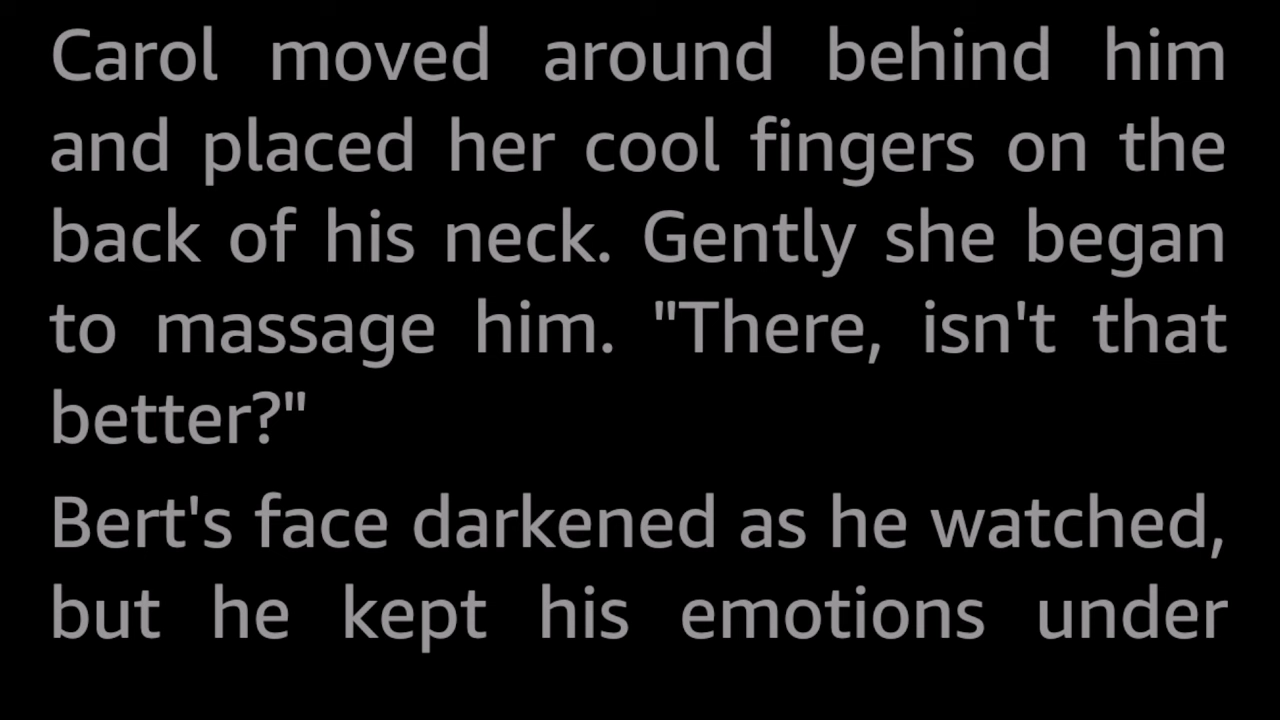 Carol moved around behind him
and placed her cool fingers on the
back of his neck. Gently she began
to massage him. "There, isn't that
better?"
Bert's face darkened as he watched,
but he kept his emotions under